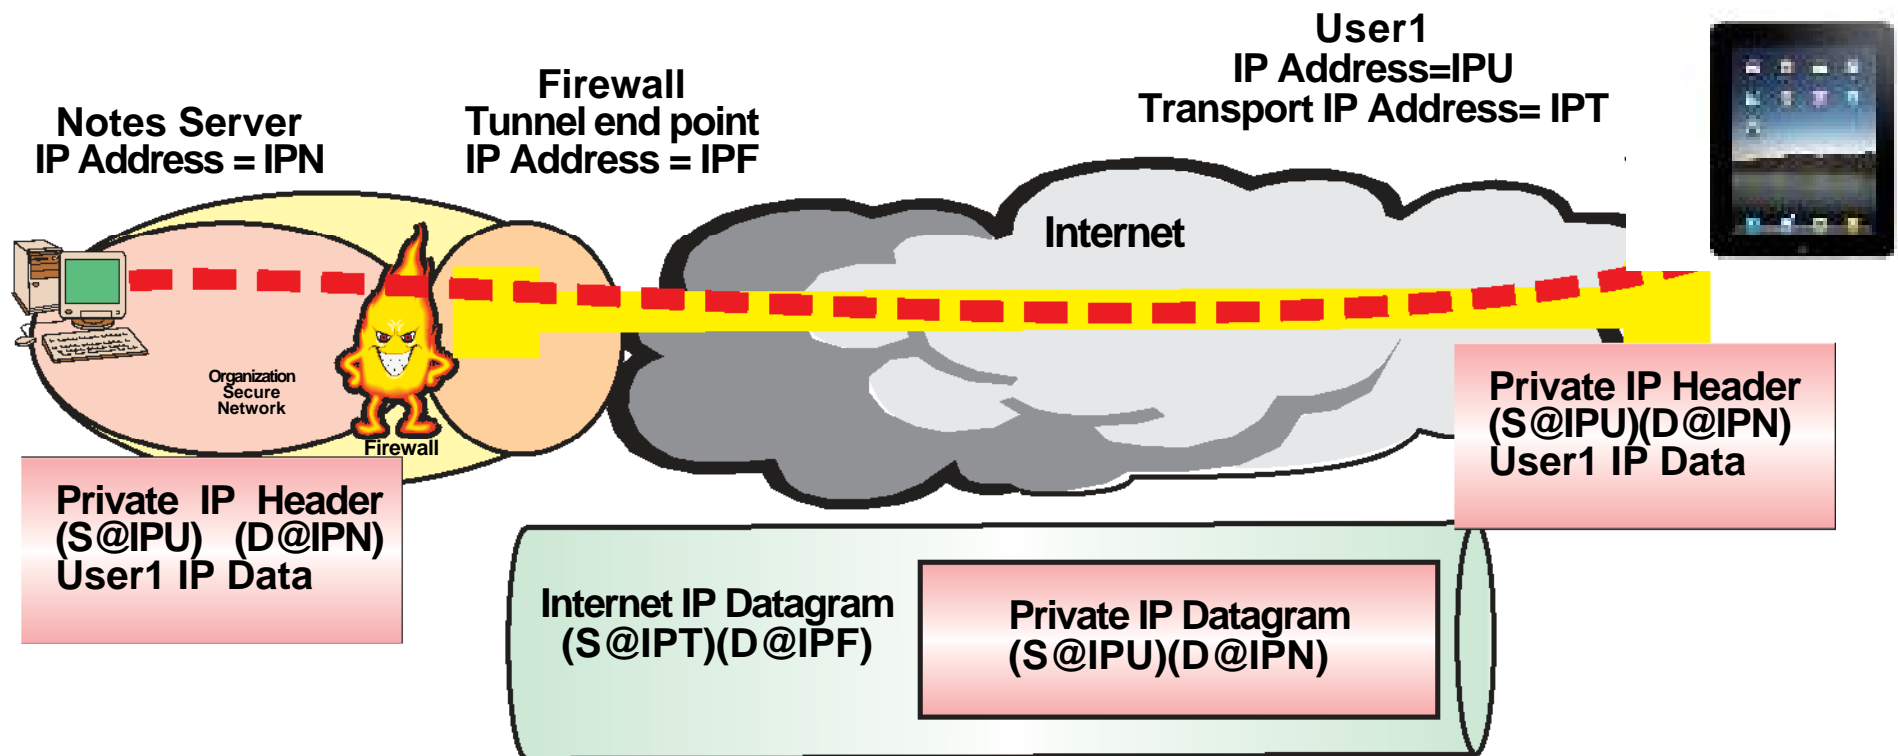 User1
IP Address=IPU
Transport IP Address= IPT
Firewall
Tunnel end point
IP Address = IPF
Notes Server
IP Address = IPN
Internet
Organization
Secure
Network
Firewall
Private IP Header
(S@IPU)(D@IPN)
User1 IP Data
Private IP Header
(S@IPU) (D@IPN)
User1 IP Data
Internet IP Datagram
(S@IPT)(D@IPF)
Private IP Datagram
(S@IPU)(D@IPN)